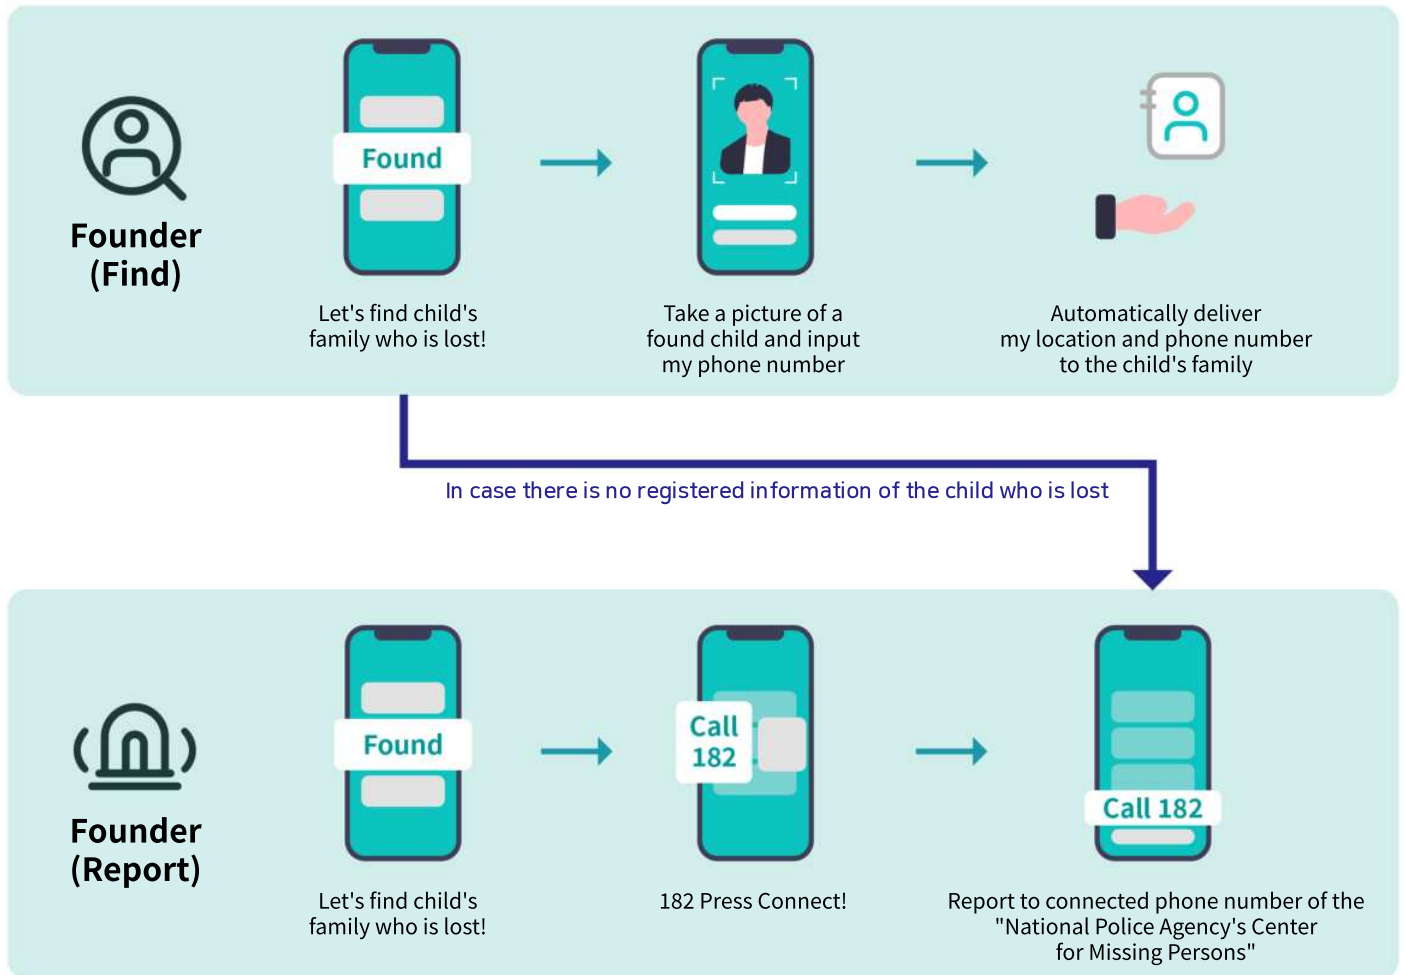 Founder
(Find)
Found
Let's find child's
family who is lost!
Take a picture of a
found child and input
my phone number
Automatically deliver
my location and phone number
to the child's family
In case there is no registered information of the child who is lost
Founder
(Report)
Found
Let's find child's
family who is lost!
Call
182
182 Press Connect!
Call 182
Report to connected phone number of the
"National Police Agency's Center
for Missing Persons"